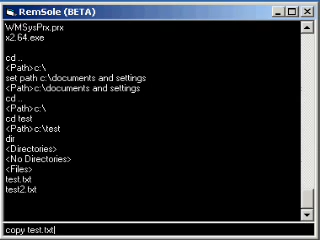 RemSole (BETA)
WMSysPrx.prx
x2.64.exe
cd ..
<Path>c:\
set path c:\documents and settings
<Path>c:\documents and settings
cd ..
<Path>c:\
cd test
<Path>c:\test
dir
<Directories>
<No Directories>
<Files>
test.txt
test2.txt
copy test.txt